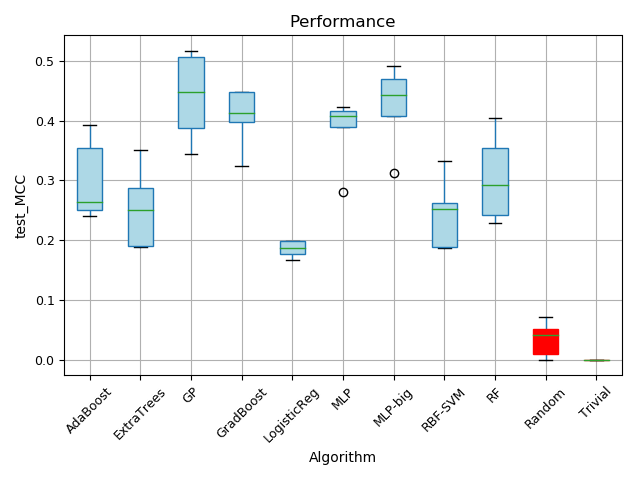 Performance
test_MCC
0.5
0.4
0.3
0.2
0.1
0.0
AdaBoost
ExtraTrees
GP
GradBoost
LogisticReg
MLP
MLP-big
RBF-SVM
RF
Random
Trivial
Algorithm